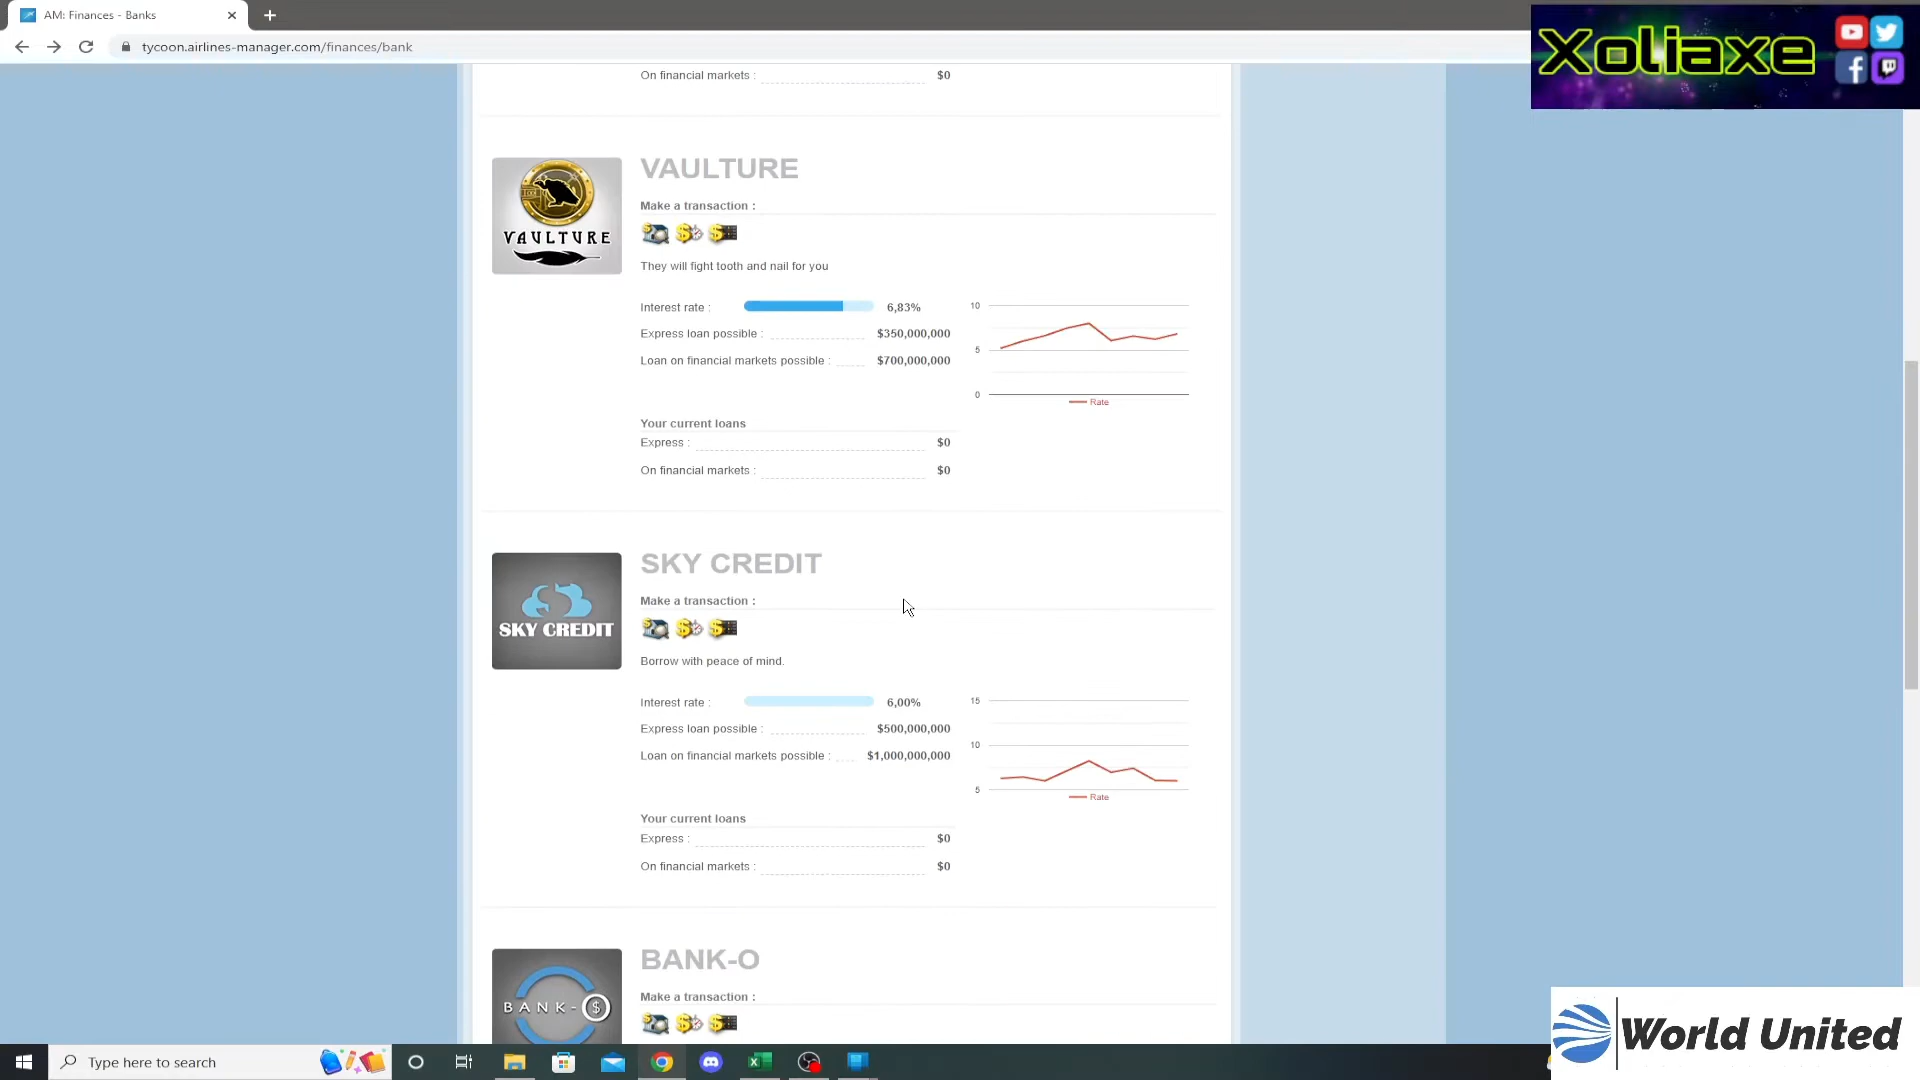 AM: Finances - Banks
tycoon.airlines-manager.com/finances/bank
Xoliaxe
On financial markets : $0
VAULTURE
VAULTURE
Make a transaction :
They will fight tooth and nail for you
Interest rate : 6,83%
Express loan possible : $350,000,000
Loan on financial markets possible : $700,000,000
10
5
0
Rate
Your current loans
Express : $0
On financial markets : $0
SKY CREDIT
SKY CREDIT
Make a transaction :
Borrow with peace of mind.
Interest rate : 6,00%
Express loan possible : $500,000,000
Loan on financial markets possible : $1,000,000,000
15
10
5
Rate
Your current loans
Express : $0
On financial markets : $0
BANK-$
BANK-O
Make a transaction :
World United
Type here to search